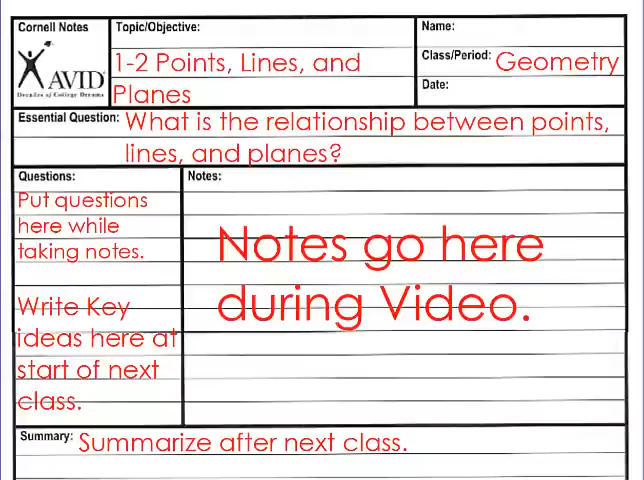 Cornell Notes
AVID
Decades of College Dreams
Topic/Objective:
1-2 Points, Lines, and
Planes
Name:
Class/Period: Geometry
Date:
Essential Question: What is the relationship between points,
lines, and planes?
Questions:
Put questions
here while
taking notes.
Write Key
ideas here at
start of next
class.
Notes:
Notes go here
during Video.
Summary: Summarize after next class.